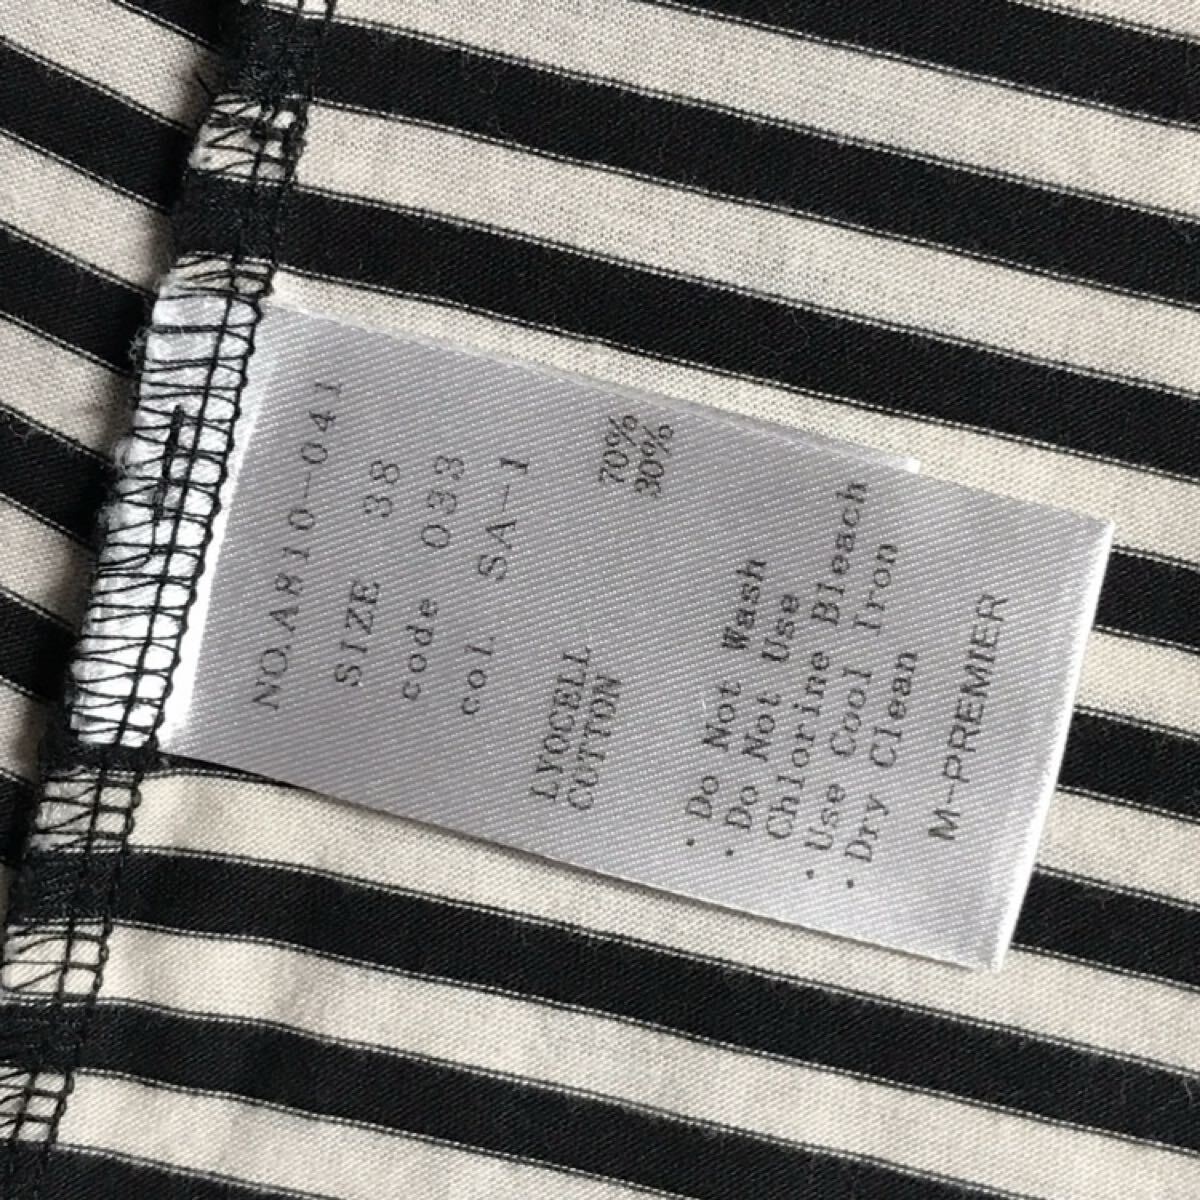 NO.A810-041
SIZE 38
code 033
col. SA-1
LYOCELL 70%
COTTON 30%
・Do Not Wash
・Do Not Use
Chlorine Bleach
・Use Cool Iron
・Dry Clean
M-PREMIER